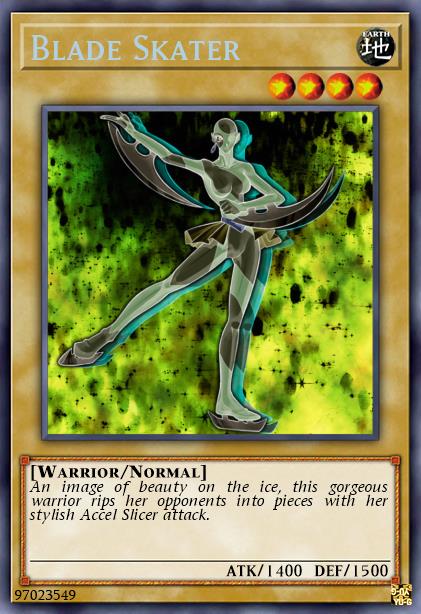 BLADE SKATER
EARTH
地
[WARRIOR/NORMAL]
An image of beauty on the ice, this gorgeous
warrior rips her opponents into pieces with her
stylish Accel Slicer attack.
ATK/1400 DEF/1500
97023549